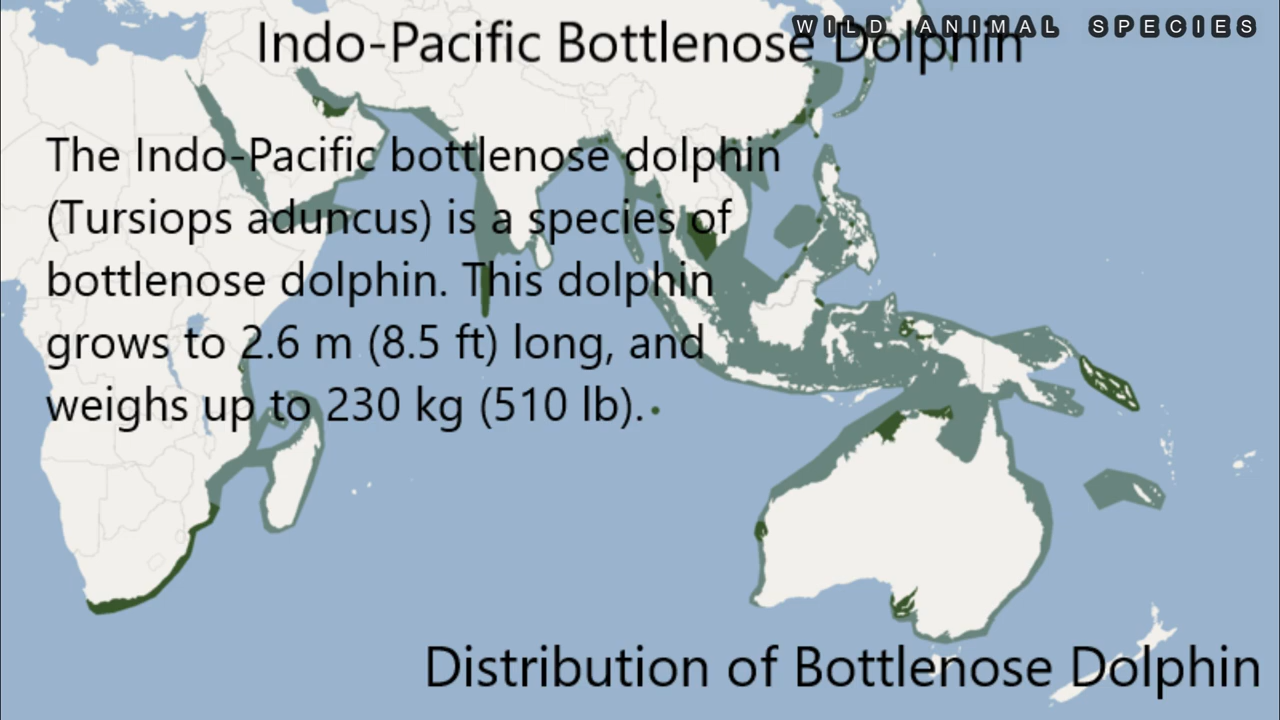 WILD ANIMAL SPECIES
Indo-Pacific Bottlenose Dolphin
The Indo-Pacific bottlenose dolphin
(Tursiops aduncus) is a species of
bottlenose dolphin. This dolphin
grows to 2.6 m (8.5 ft) long, and
weighs up to 230 kg (510 lb).
Distribution of Bottlenose Dolphin